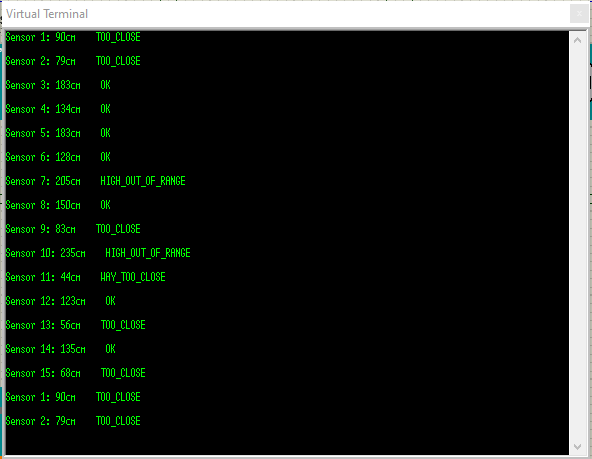 Virtual Terminal
Sensor 1: 90cm TOO_CLOSE
Sensor 2: 79cm TOO_CLOSE
Sensor 3: 183cm OK
Sensor 4: 134cm OK
Sensor 5: 183cm OK
Sensor 6: 128cm OK
Sensor 7: 205cm HIGH_OUT_OF_RANGE
Sensor 8: 150cm OK
Sensor 9: 83cm TOO_CLOSE
Sensor 10: 235cm HIGH_OUT_OF_RANGE
Sensor 11: 44cm WAY_TOO_CLOSE
Sensor 12: 123cm OK
Sensor 13: 56cm TOO_CLOSE
Sensor 14: 135cm OK
Sensor 15: 68cm TOO_CLOSE
Sensor 1: 90cm TOO_CLOSE
Sensor 2: 79cm TOO_CLOSE